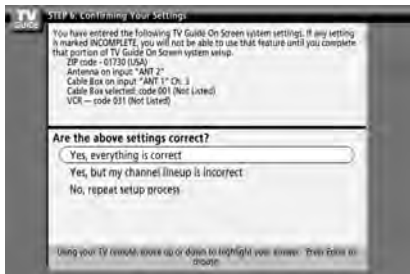 TV
GUIDE
STEP 6: Confirming Your Settings
You have entered the following TV Guide On Screen system settings. If any setting
is marked INCOMPLETE, you will not be able to use that feature until you complete
that portion of TV Guide On Screen system setup.
ZIP code - 01730 (USA)
Antenna on input "ANT 2"
Cable Box on input "ANT 1" Ch. 3
Cable Box selected: code 001 (Not Listed)
VCR — code 031 (Not Listed)
Are the above settings correct?
Yes, everything is correct
Yes, but my channel lineup is incorrect
No, repeat setup process
Using your TV remote, move up or down to highlight your answer. Press Enter to
choose.